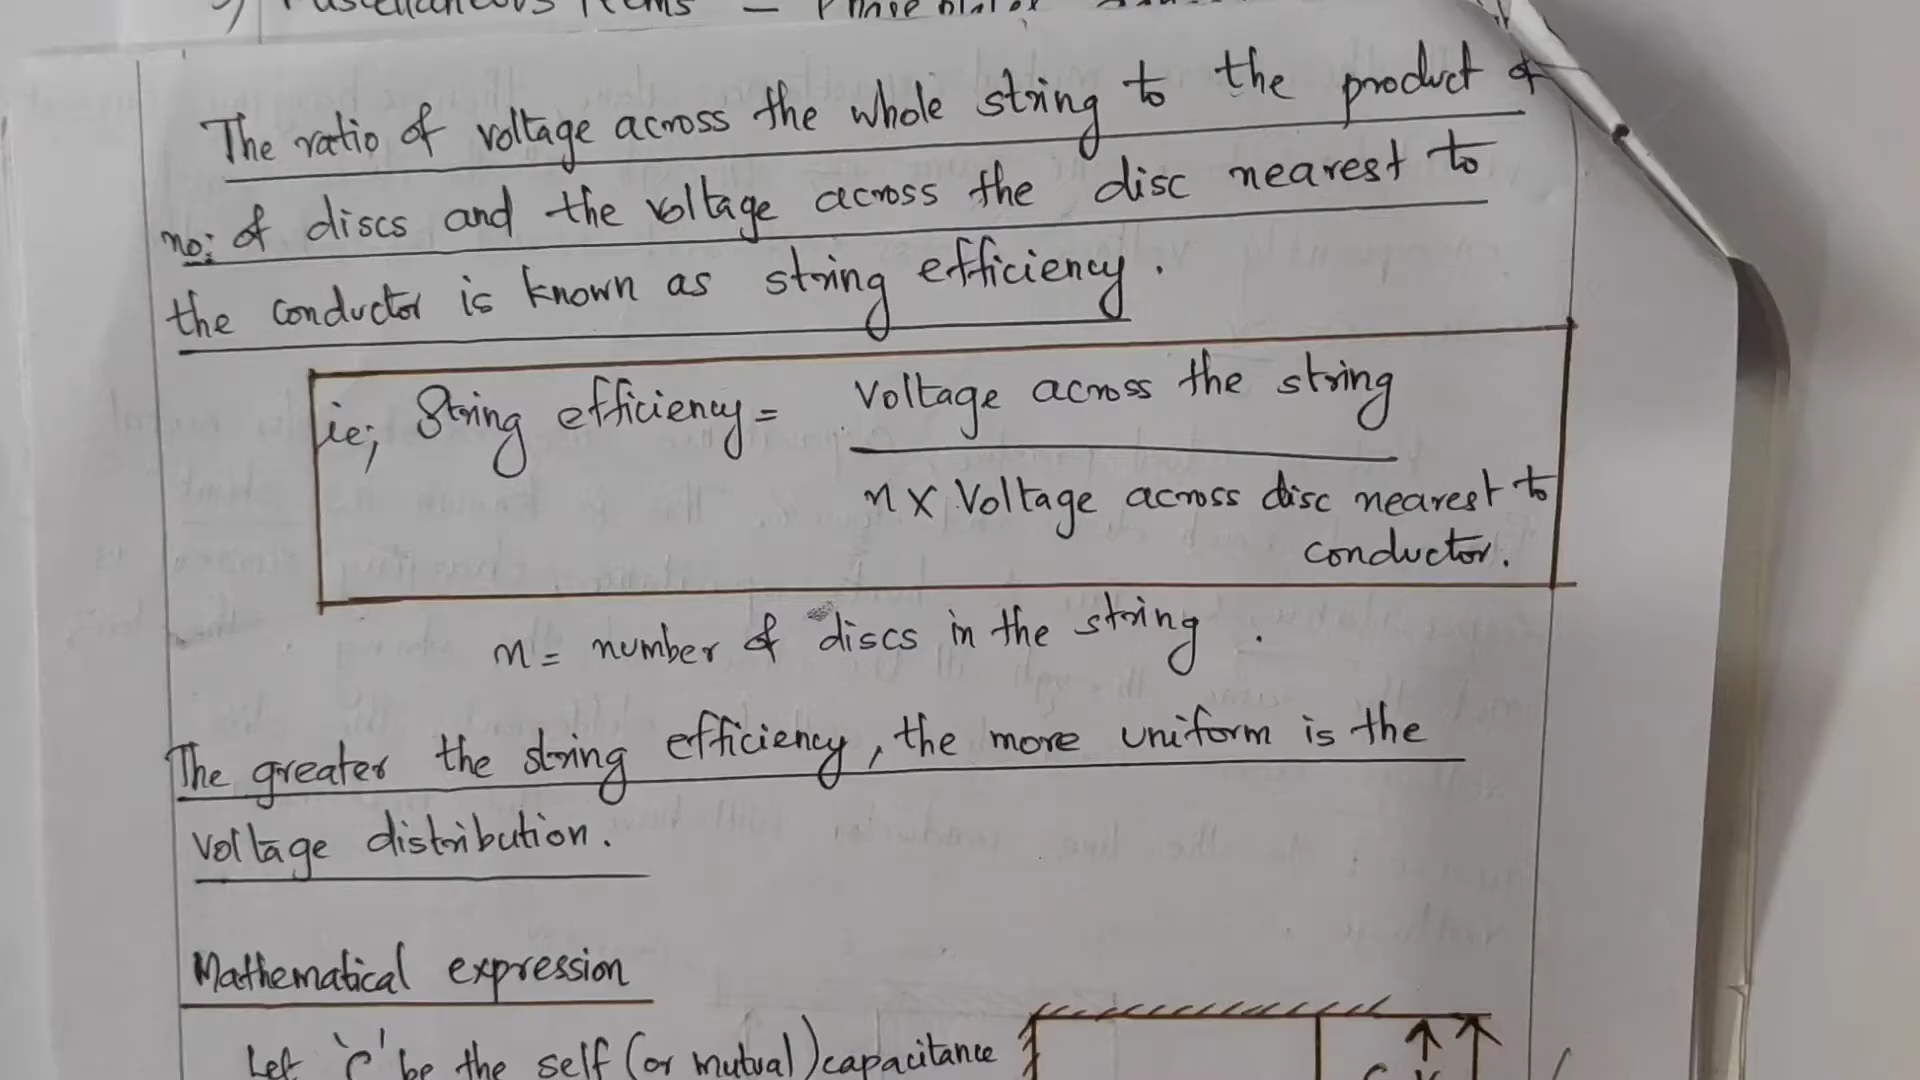 Miscellaneous items –
The ratio of voltage across the whole string to the product of
no: of discs and the voltage across the disc nearest to
the conductor is known as string efficiency.
ie; String efficiency = Voltage across the string
n x Voltage across disc nearest to
conductor.
n = number of discs in the string.
The greater the string efficiency, the more uniform is the
voltage distribution.
Mathematical expression
Let 'C' be the self (or mutual) capacitance